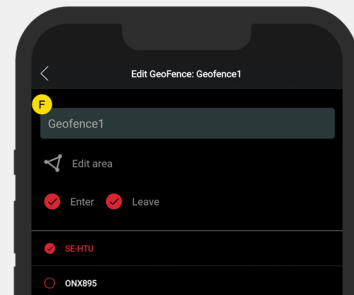 Edit GeoFence: Geofence1
F
Geofence1
Edit area
Enter Leave
SE-HTU
ONX895